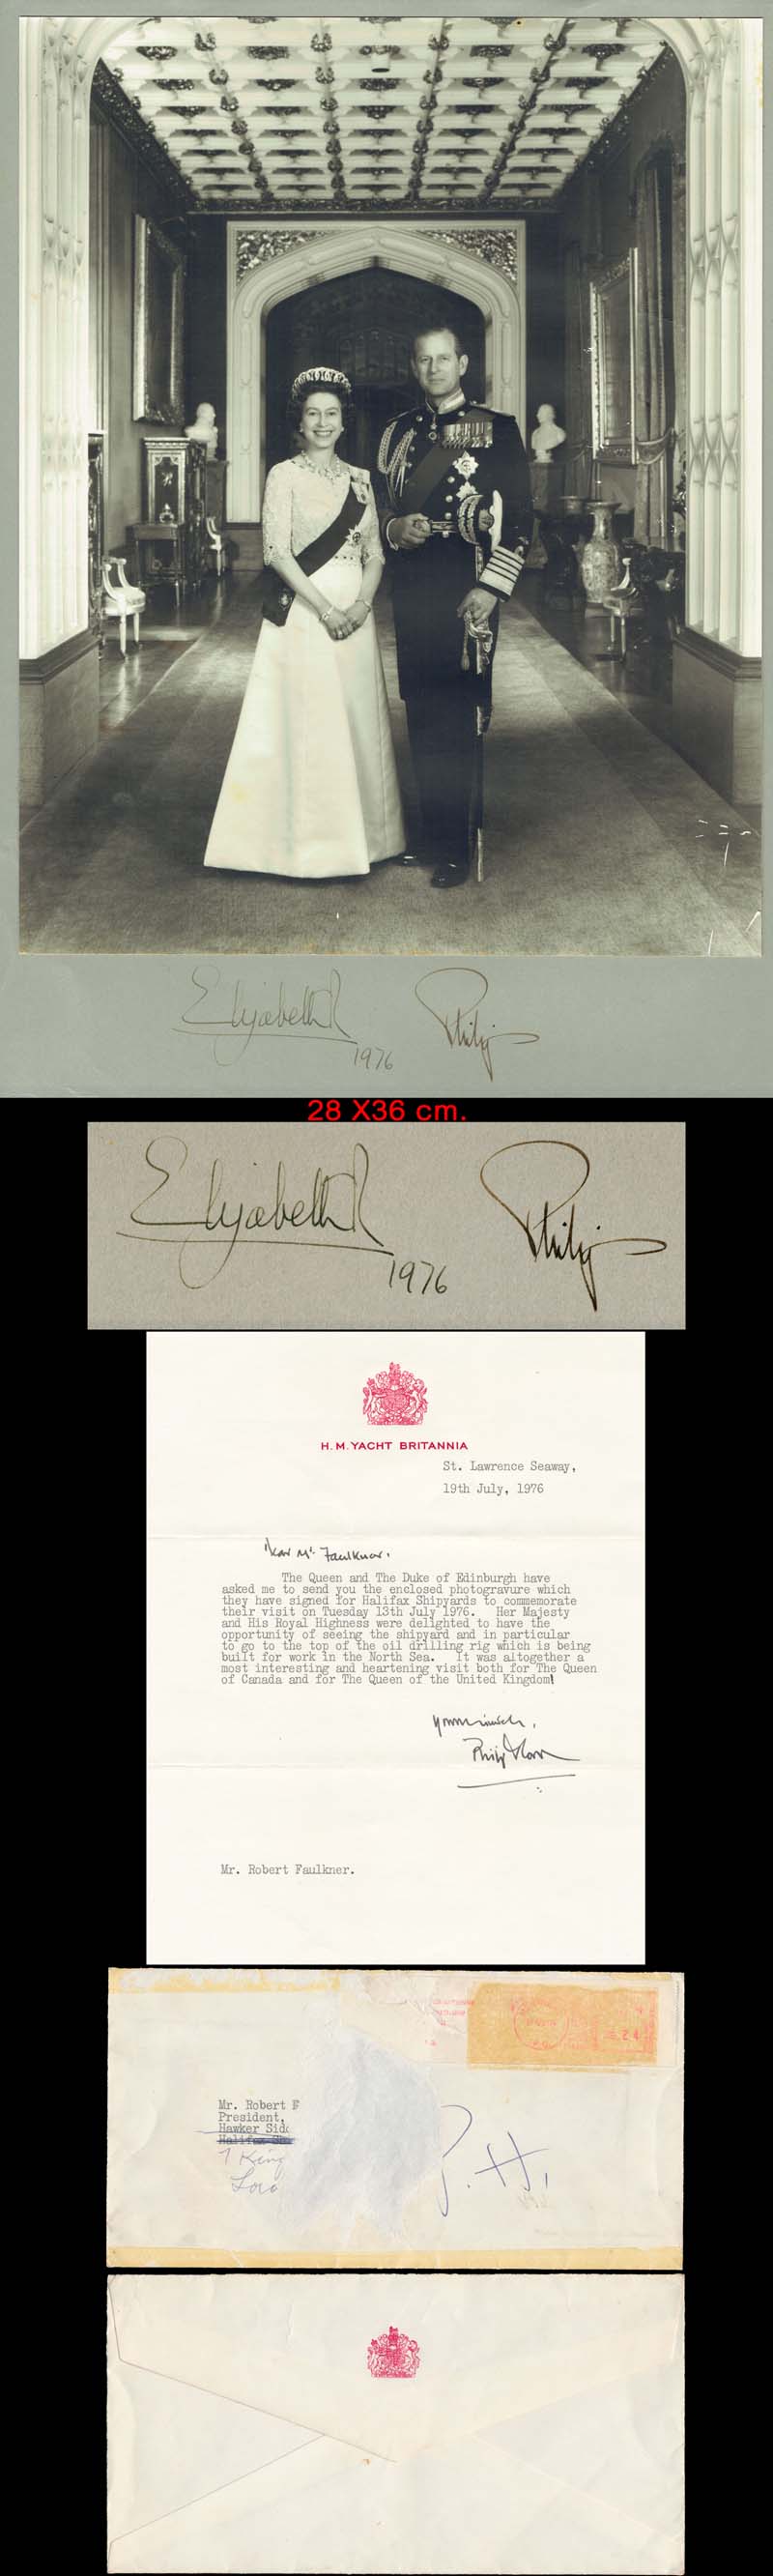 Elizabeth R
1976
Philip
28 X36 cm.
Elizabeth R
1976
Philip
H. M. YACHT BRITANNIA
St. Lawrence Seaway,
19th July, 1976
Dear Mr. Faulkner.
The Queen and The Duke of Edinburgh have
asked me to send you the enclosed photogravure which
they have signed for Halifax Shipyards to commemorate
their visit on Tuesday 13th July 1976. Her Majesty
and His Royal Highness were delighted to have the
opportunity of seeing the shipyard and in particular
to go to the top of the oil drilling rig which is being
built for work in the North Sea. It was altogether a
most interesting and heartening visit both for The Queen
of Canada and for The Queen of the United Kingdom!
Mr. Robert Faulkner.
Mr. Robert F
President,
Hawker Sid
Halifax Sh
P.H.